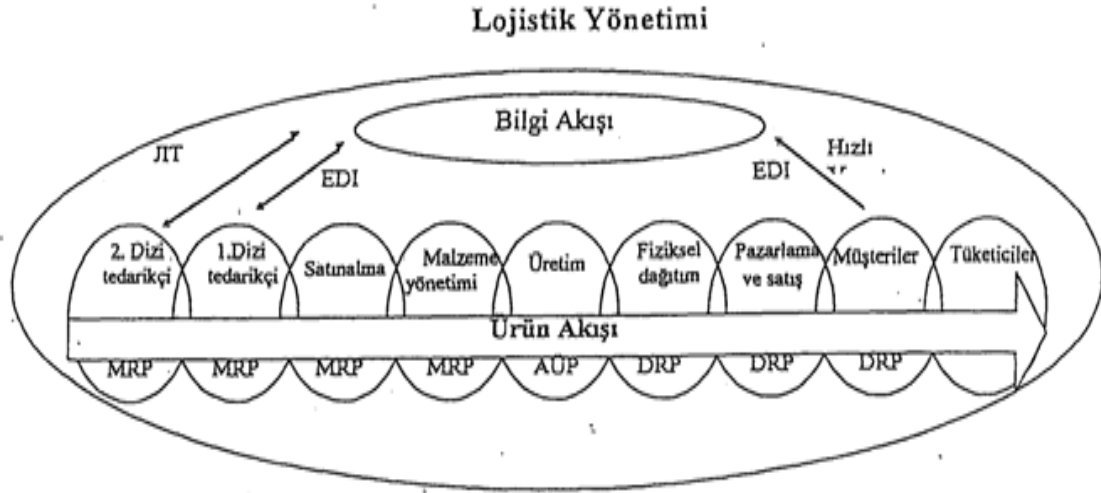 Lojistik Yönetimi
Bilgi Akışı
JIT
EDI
EDI
Hızlı
2. Dizi
tedarikçi
1.Dizi
tedarikçi
Satınalma
Malzeme
yönetimi
Üretim
Fiziksel
dağıtım
Pazarlama
ve satış
Müşteriler
Tüketiciler
Ürün Akışı
MRP
MRP
MRP
MRP
AÜP
DRP
DRP
DRP